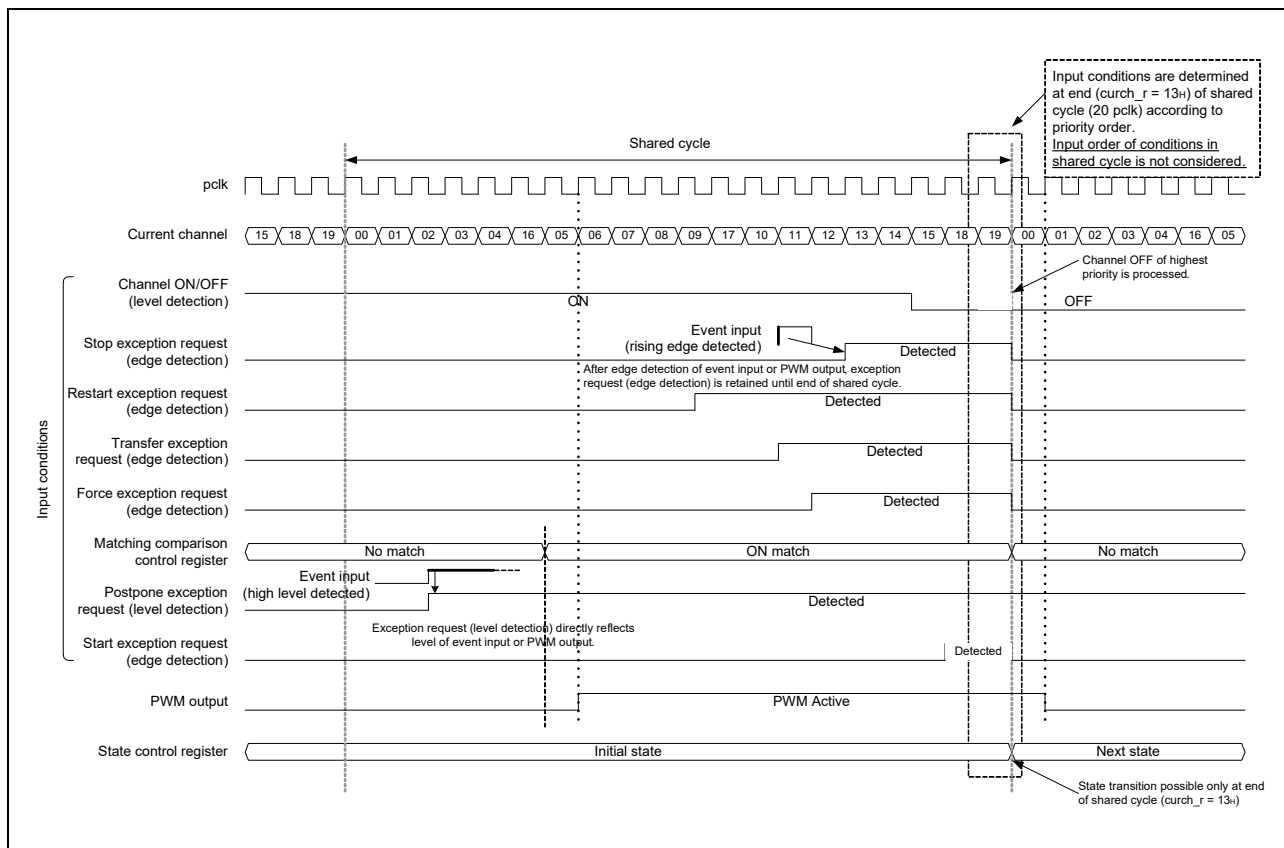 Input conditions are determined
at end (curch_r = 13H) of shared
cycle (20 pclk) according to
priority order.
Input order of conditions in
shared cycle is not considered.
Shared cycle
pclk
Current channel
15 18 19 00 01 02 03 04 16 05 06 07 08 09 17 10 11 12 13 14 15 18 19 00 01 02 03 04 16 05
Input conditions
Channel ON/OFF
(level detection)
ON
OFF
Channel OFF of highest
priority is processed.
Stop exception request
(edge detection)
Event input
(rising edge detected)
Detected
After edge detection of event input or PWM output, exception
request (edge detection) is retained until end of shared cycle.
Restart exception request
(edge detection)
Detected
Transfer exception
request (edge detection)
Detected
Force exception request
(edge detection)
Detected
Matching comparison
control register
No match
ON match
No match
Event input
(high level detected)
Postpone exception
request (level detection)
Detected
Exception request (level detection) directly reflects
level of event input or PWM output.
Start exception request
(edge detection)
Detected
PWM output
PWM Active
State control register
Initial state
Next state
State transition possible only at end
of shared cycle (curch_r = 13H)